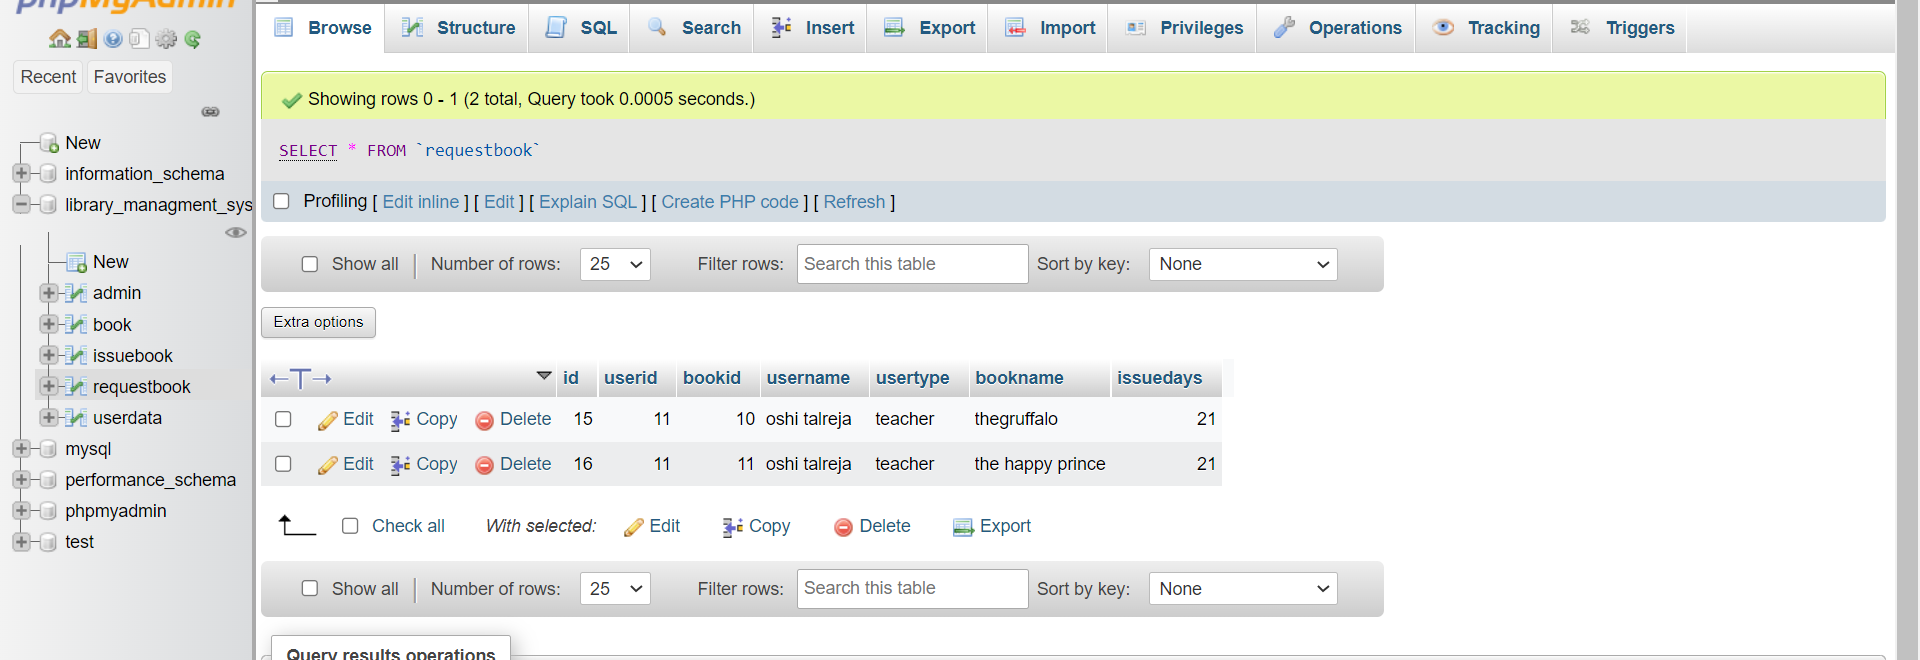 phpMyAdmin
Recent Favorites
New
information_schema
library_managment_sys
New
admin
book
issuebook
requestbook
userdata
mysql
performance_schema
phpmyadmin
test
Browse Structure SQL Search Insert Export Import Privileges Operations Tracking Triggers
Showing rows 0 - 1 (2 total, Query took 0.0005 seconds.)
SELECT * FROM `requestbook`
Profiling [ Edit inline ] [ Edit ] [ Explain SQL ] [ Create PHP code ] [ Refresh ]
Show all Number of rows: 25 Filter rows: Search this table Sort by key: None
Extra options
←T→ id userid bookid username usertype bookname issuedays
Edit Copy Delete 15 11 10 oshi talreja teacher thegruffalo 21
Edit Copy Delete 16 11 11 oshi talreja teacher the happy prince 21
Check all With selected: Edit Copy Delete Export
Show all Number of rows: 25 Filter rows: Search this table Sort by key: None
Query results operations